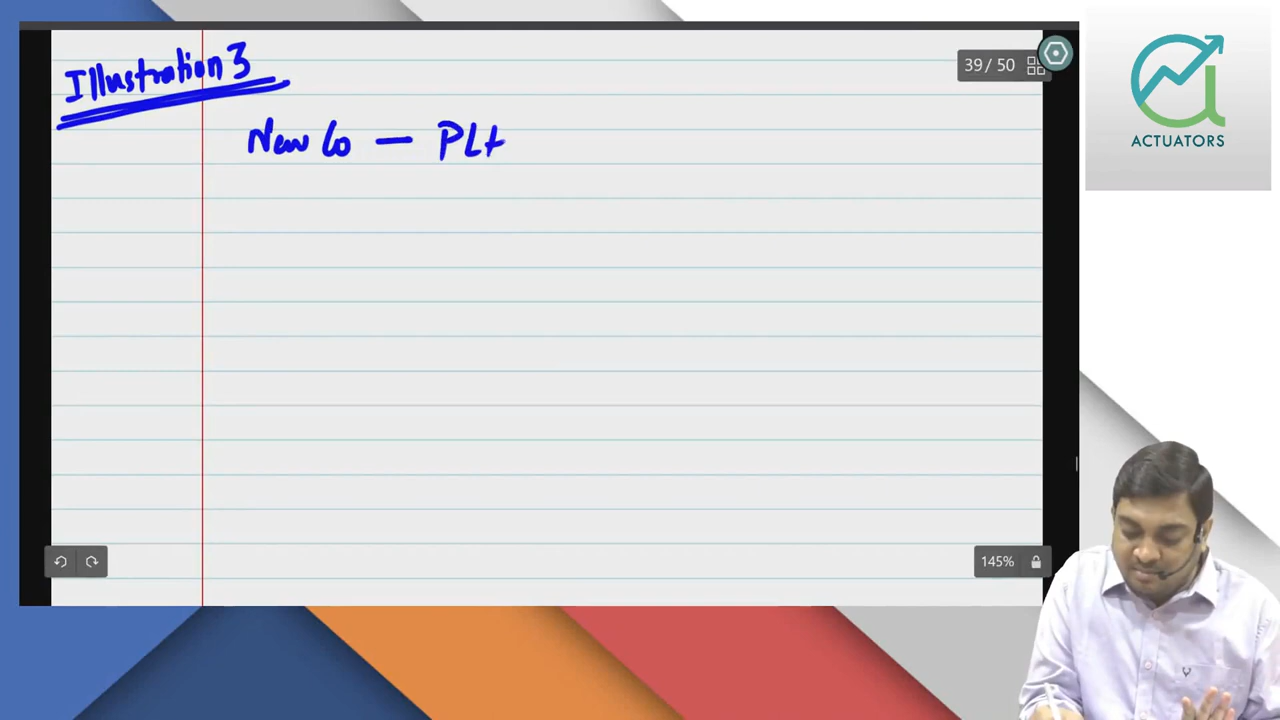 Illustration 3
39 / 50
New Co — PLt
ACTUATORS
145%